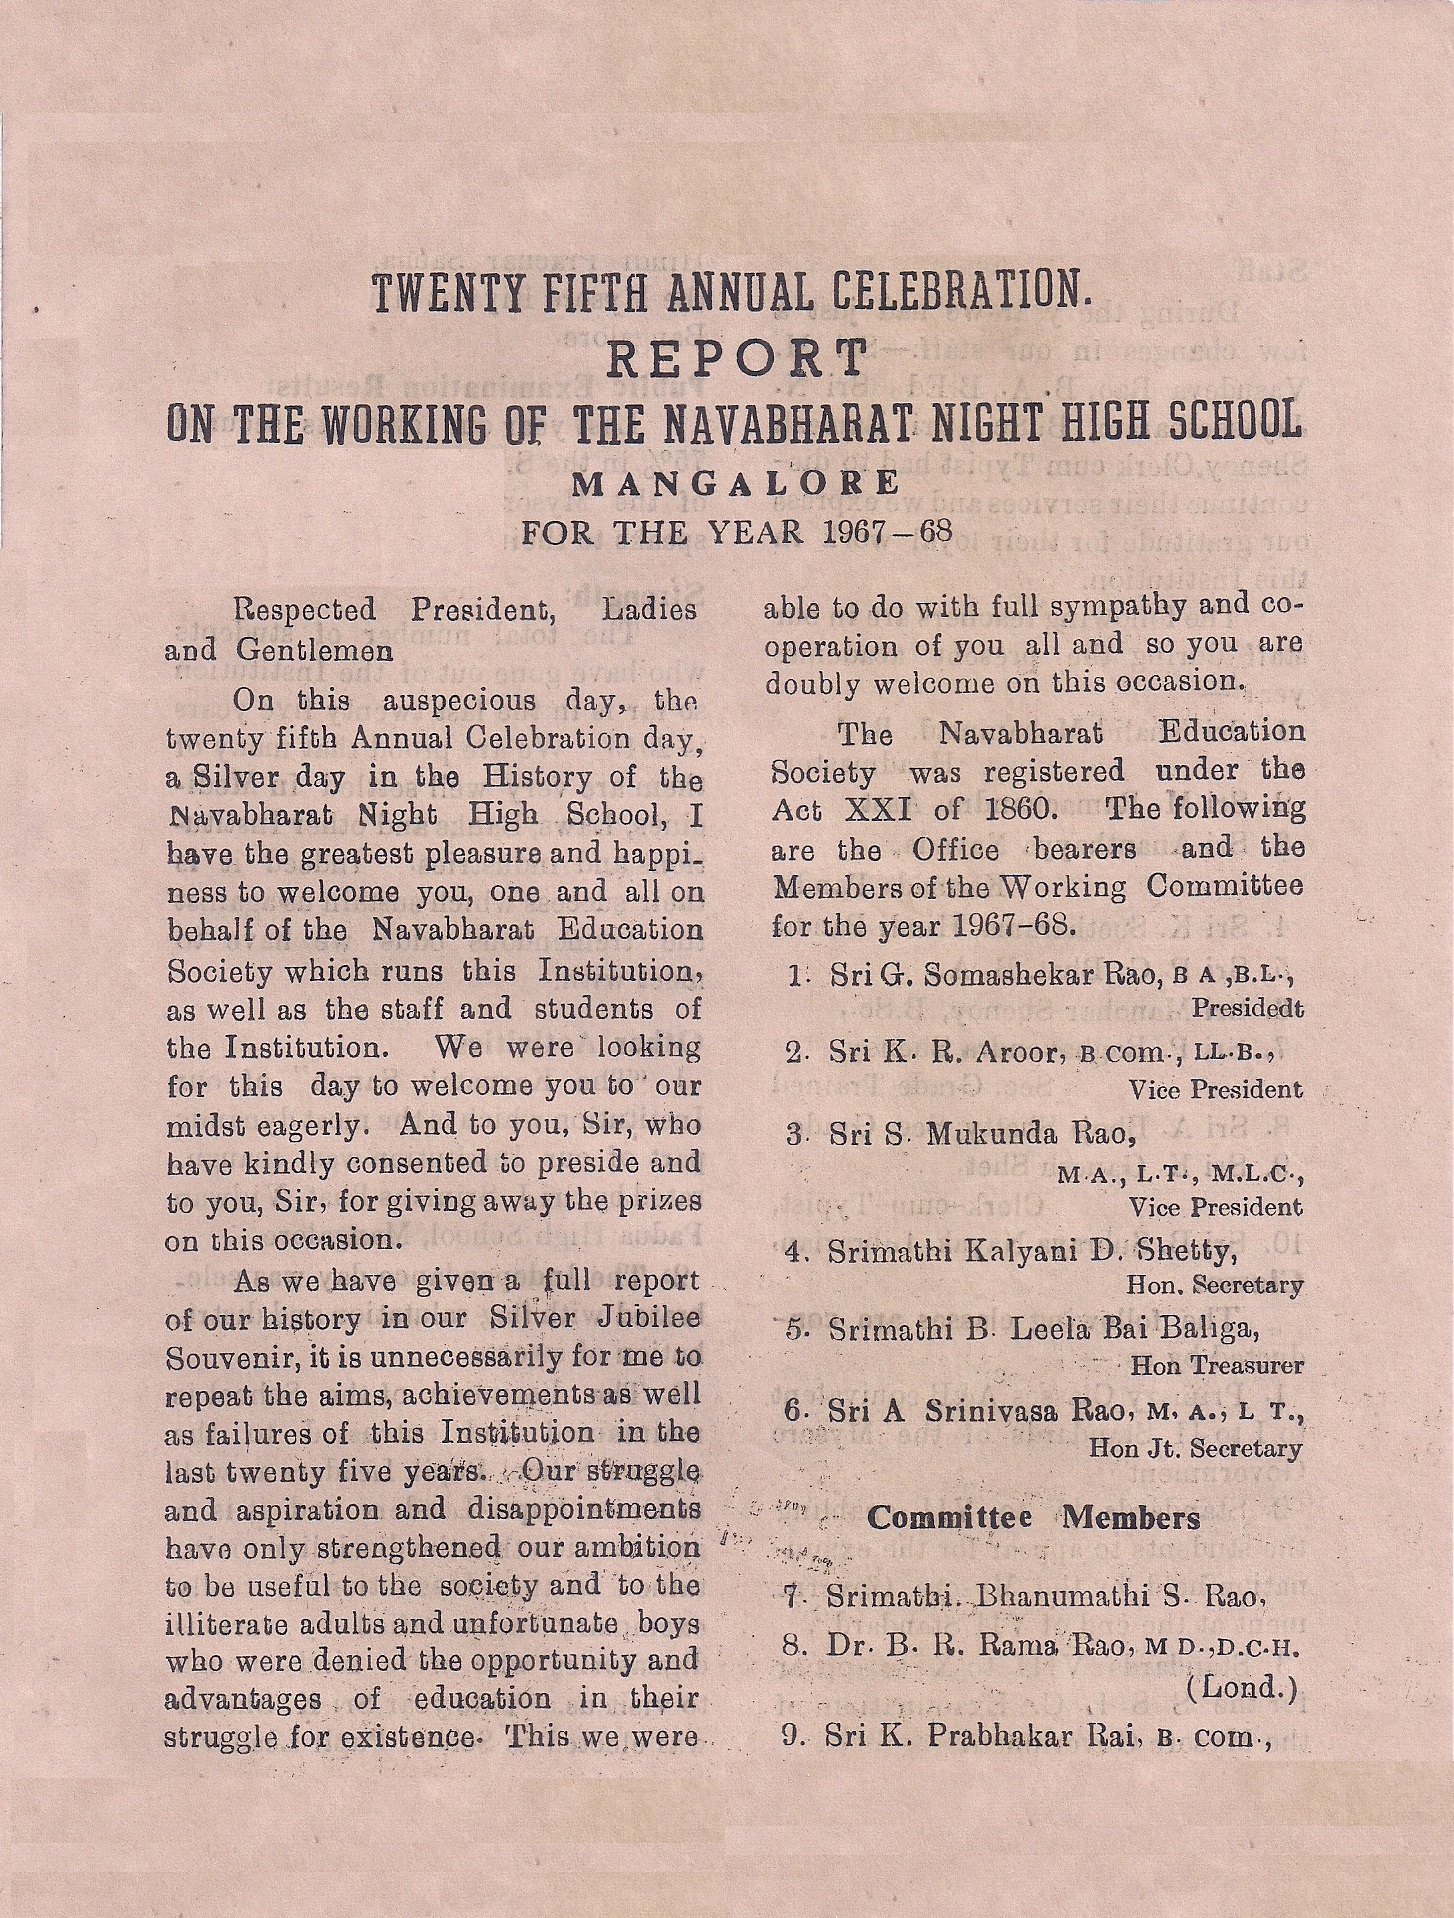 TWENTY FIFTH ANNUAL CELEBRATION.
REPORT
ON THE WORKING OF THE NAVABHARAT NIGHT HIGH SCHOOL
MANGALORE
FOR THE YEAR 1967-68
Respected President, Ladies
and Gentlemen
On this auspecious day, the
twenty fifth Annual Celebration day,
a Silver day in the History of the
Navabharat Night High School, I
have the greatest pleasure and happi-
ness to welcome you, one and all on
behalf of the Navabharat Education
Society which runs this Institution,
as well as the staff and students of
the Institution. We were looking
for this day to welcome you to our
midst eagerly. And to you, Sir, who
have kindly consented to preside and
to you, Sir, for giving away the prizes
on this occasion.
As we have given a full report
of our history in our Silver Jubilee
Souvenir, it is unnecessarily for me to
repeat the aims, achievements as well
as failures of this Institution in the
last twenty five years. Our struggle
and aspiration and disappointments
have only strengthened our ambition
to be useful to the society and to the
illiterate adults and unfortunate boys
who were denied the opportunity and
advantages of education in their
struggle for existence. This we were
able to do with full sympathy and co-
operation of you all and so you are
doubly welcome on this occasion.
The Navabharat Education
Society was registered under the
Act XXI of 1860. The following
are the Office bearers and the
Members of the Working Committee
for the year 1967-68.
1. Sri G. Somashekar Rao, B A ,B.L.,
Presidedt
2. Sri K. R. Aroor, B com., LL.B.,
Vice President
3. Sri S. Mukunda Rao,
M.A., L.T., M.L.C.,
Vice President
4. Srimathi Kalyani D. Shetty,
Hon. Secretary
5. Srimathi B. Leela Bai Baliga,
Hon Treasurer
6. Sri A Srinivasa Rao, M. A., L T.,
Hon Jt. Secretary
Committee Members
7. Srimathi. Bhanumathi S. Rao,
8. Dr. B. R. Rama Rao, M D.,D.C.H.
(Lond.)
9. Sri K. Prabhakar Rai, B. com.,